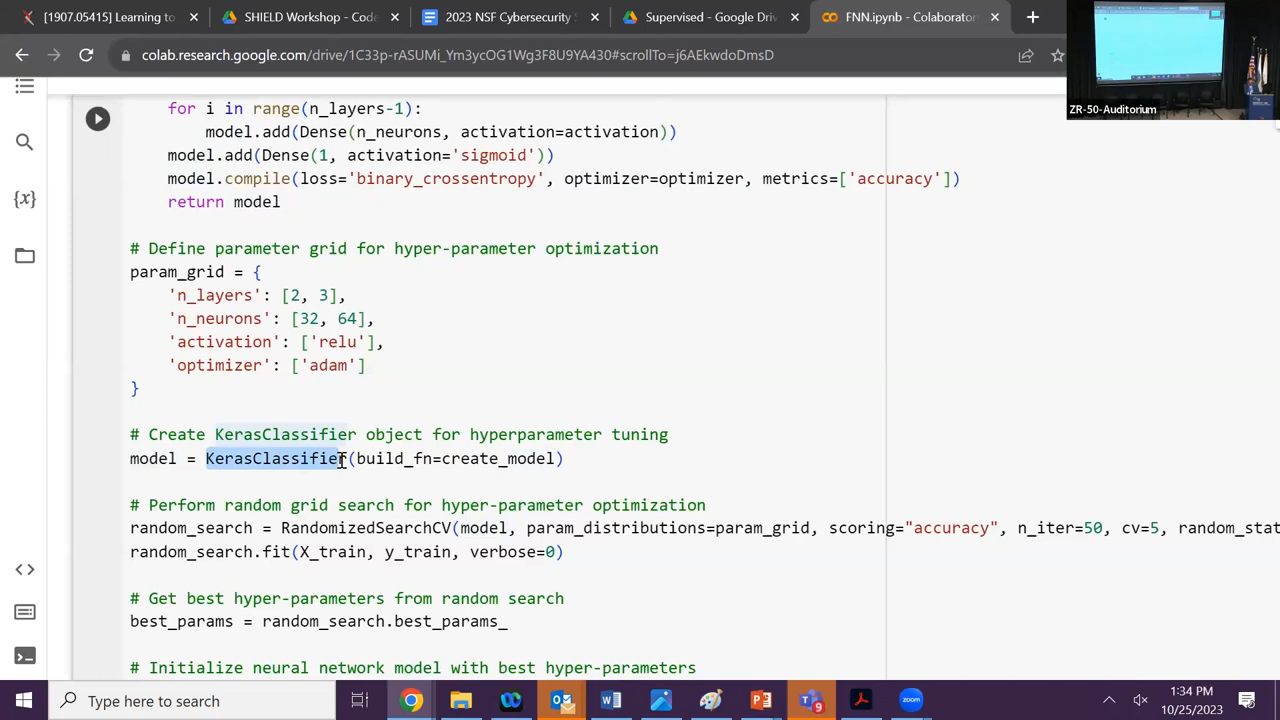 [1907.05415] Learning to
SHIELD Workshop - Code
Cybersecurity S
supervised - Google Dri
FNN.ipynb - Colaborator
colab.research.google.com/drive/1C33p-rASUMi_YmzsOG1Wg3F8U9YA430#scrollTo=j6AEkwdoDmsD
ZR-50-Auditorium
for i in range(n_layers-1):
model.add(Dense(n_neurons, activation=activation))
model.add(Dense(1, activation='sigmoid'))
model.compile(loss='binary_crossentropy', optimizer=optimizer, metrics=['accuracy'])
return model
# Define parameter grid for hyper-parameter optimization
param_grid = {
'n_layers': [2, 3],
'n_neurons': [32, 64],
'activation': ['relu'],
'optimizer': ['adam']
}
# Create KerasClassifier object for hyperparameter tuning
model = KerasClassifier(build_fn=create_model)
# Perform random grid search for hyper-parameter optimization
random_search = RandomizedSearchCV(model, param_distributions=param_grid, scoring="accuracy", n_iter=50, cv=5, random_stat
random_search.fit(X_train, y_train, verbose=0)
# Get best hyper-parameters from random search
best_params = random_search.best_params_
# Initialize neural network model with best hyper-parameters
Type here to search
9
1:34 PM
10/25/2023